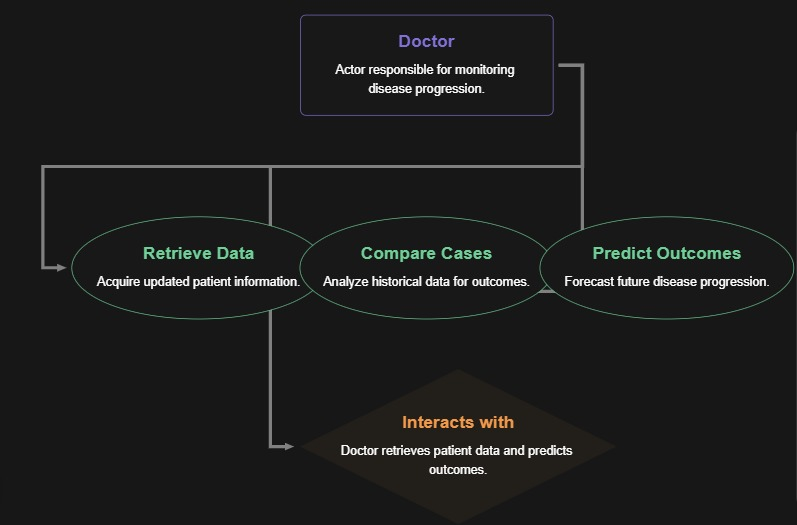 Doctor
Actor responsible for monitoring
disease progression.
Retrieve Data
Acquire updated patient information.
Compare Cases
Analyze historical data for outcomes.
Predict Outcomes
Forecast future disease progression.
Interacts with
Doctor retrieves patient data and predicts
outcomes.